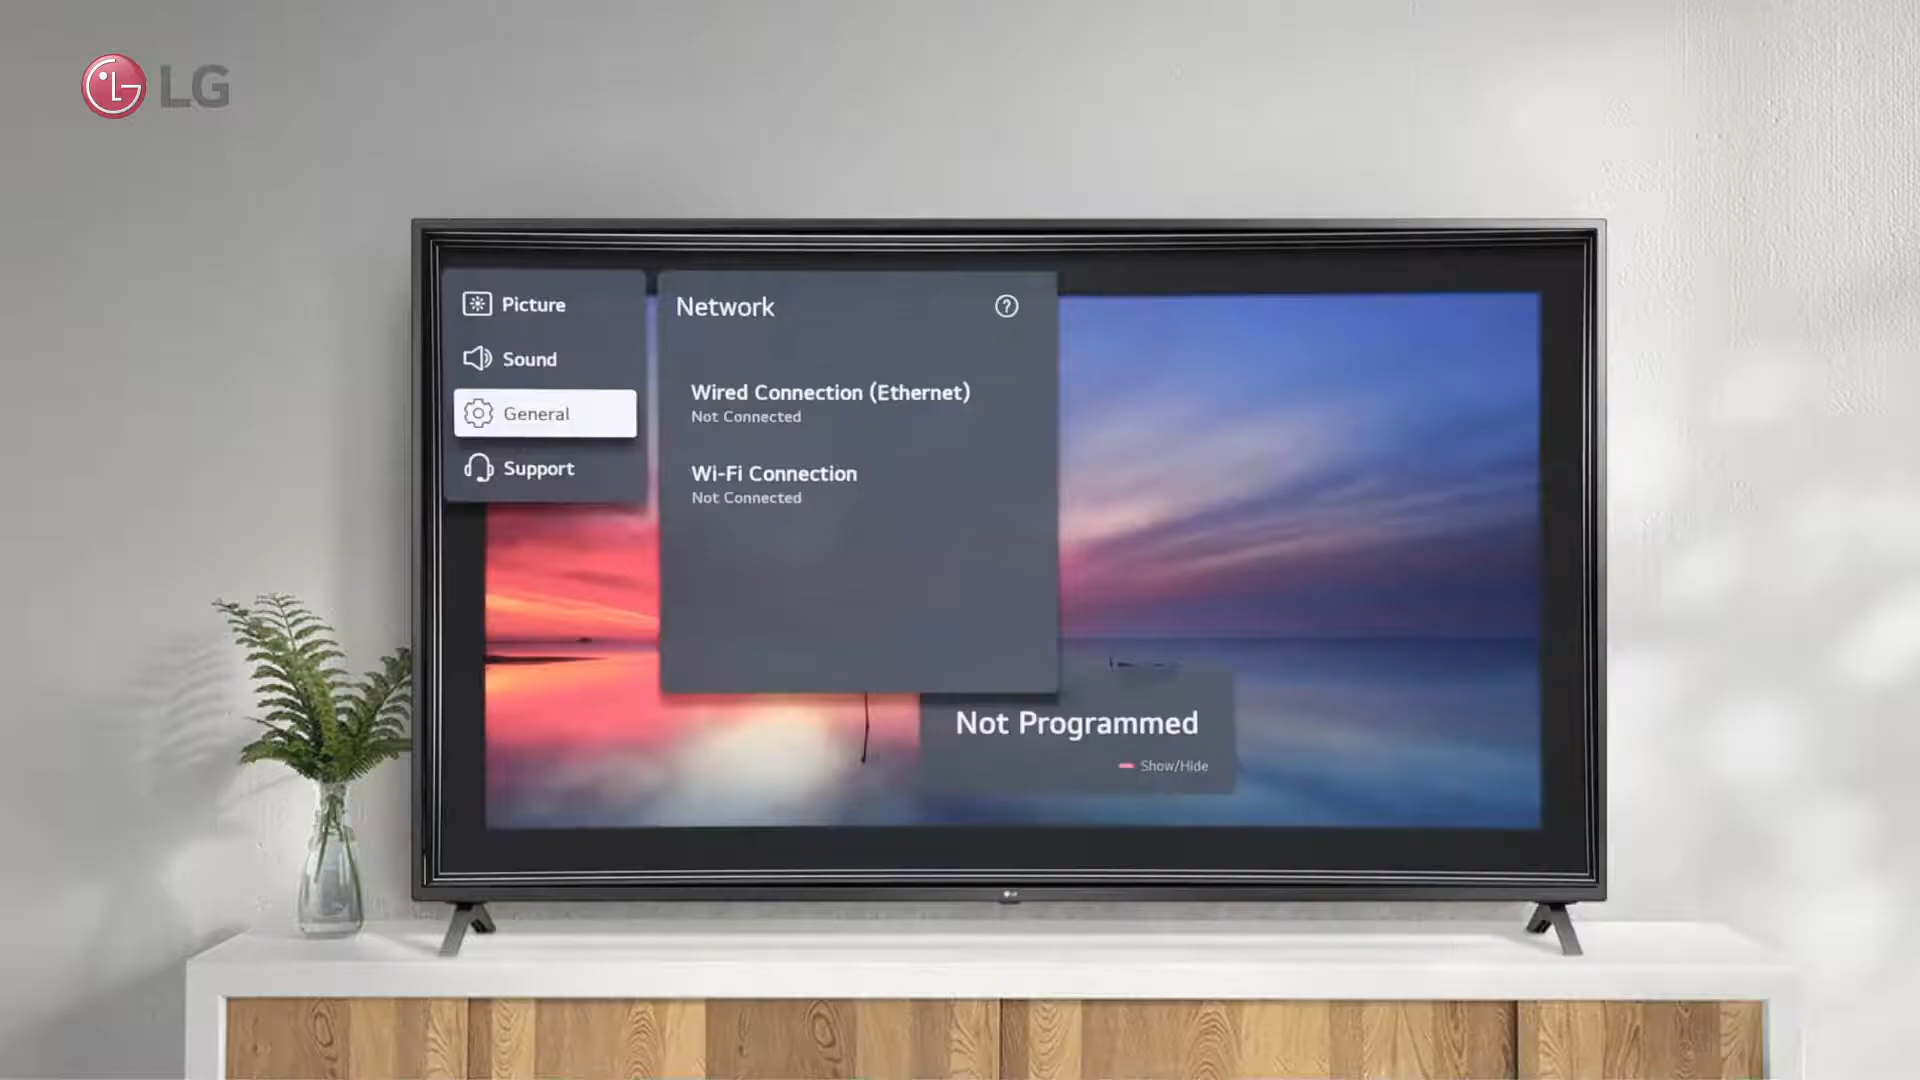 LG
Picture
Sound
General
Support
Network
Wired Connection (Ethernet)
Not Connected
Wi-Fi Connection
Not Connected
Not Programmed
Show/Hide